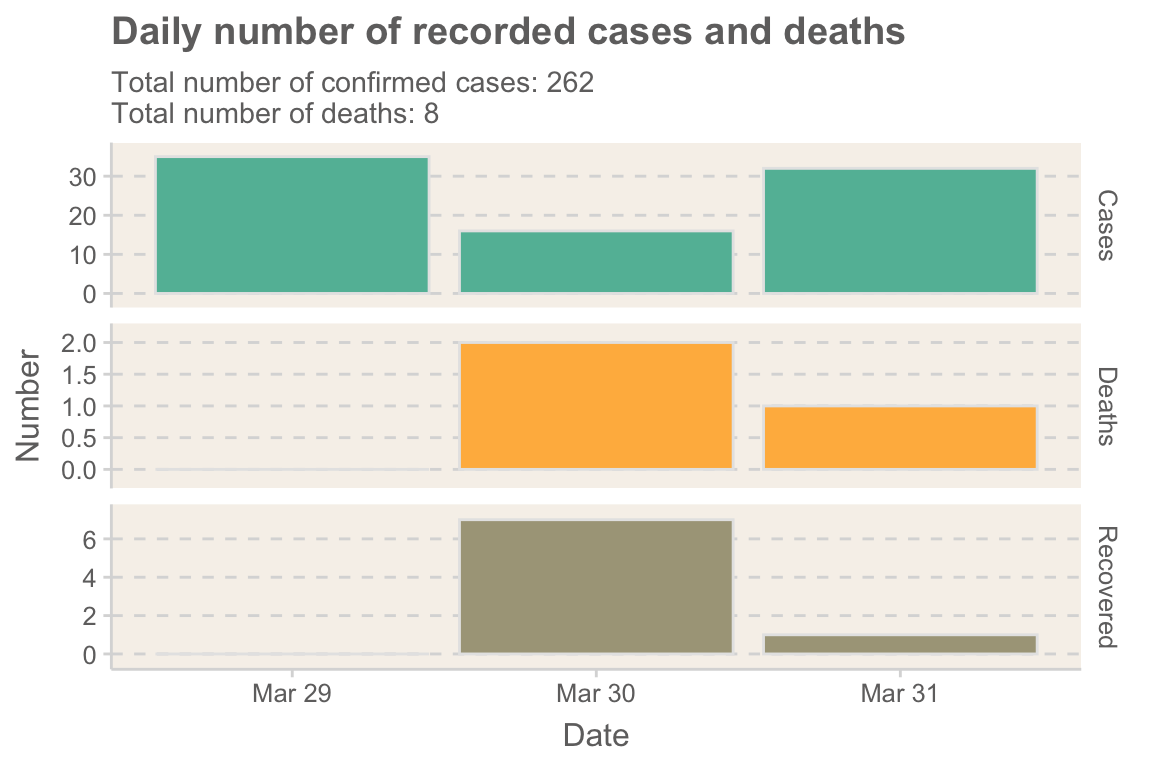 Daily number of recorded cases and deaths
Total number of confirmed cases: 262
Total number of deaths: 8
30
20
10
0
Cases
2.0
1.5
1.0
0.5
0.0
Deaths
Number
6
4
2
0
Recovered
Mar 29 Mar 30 Mar 31
Date